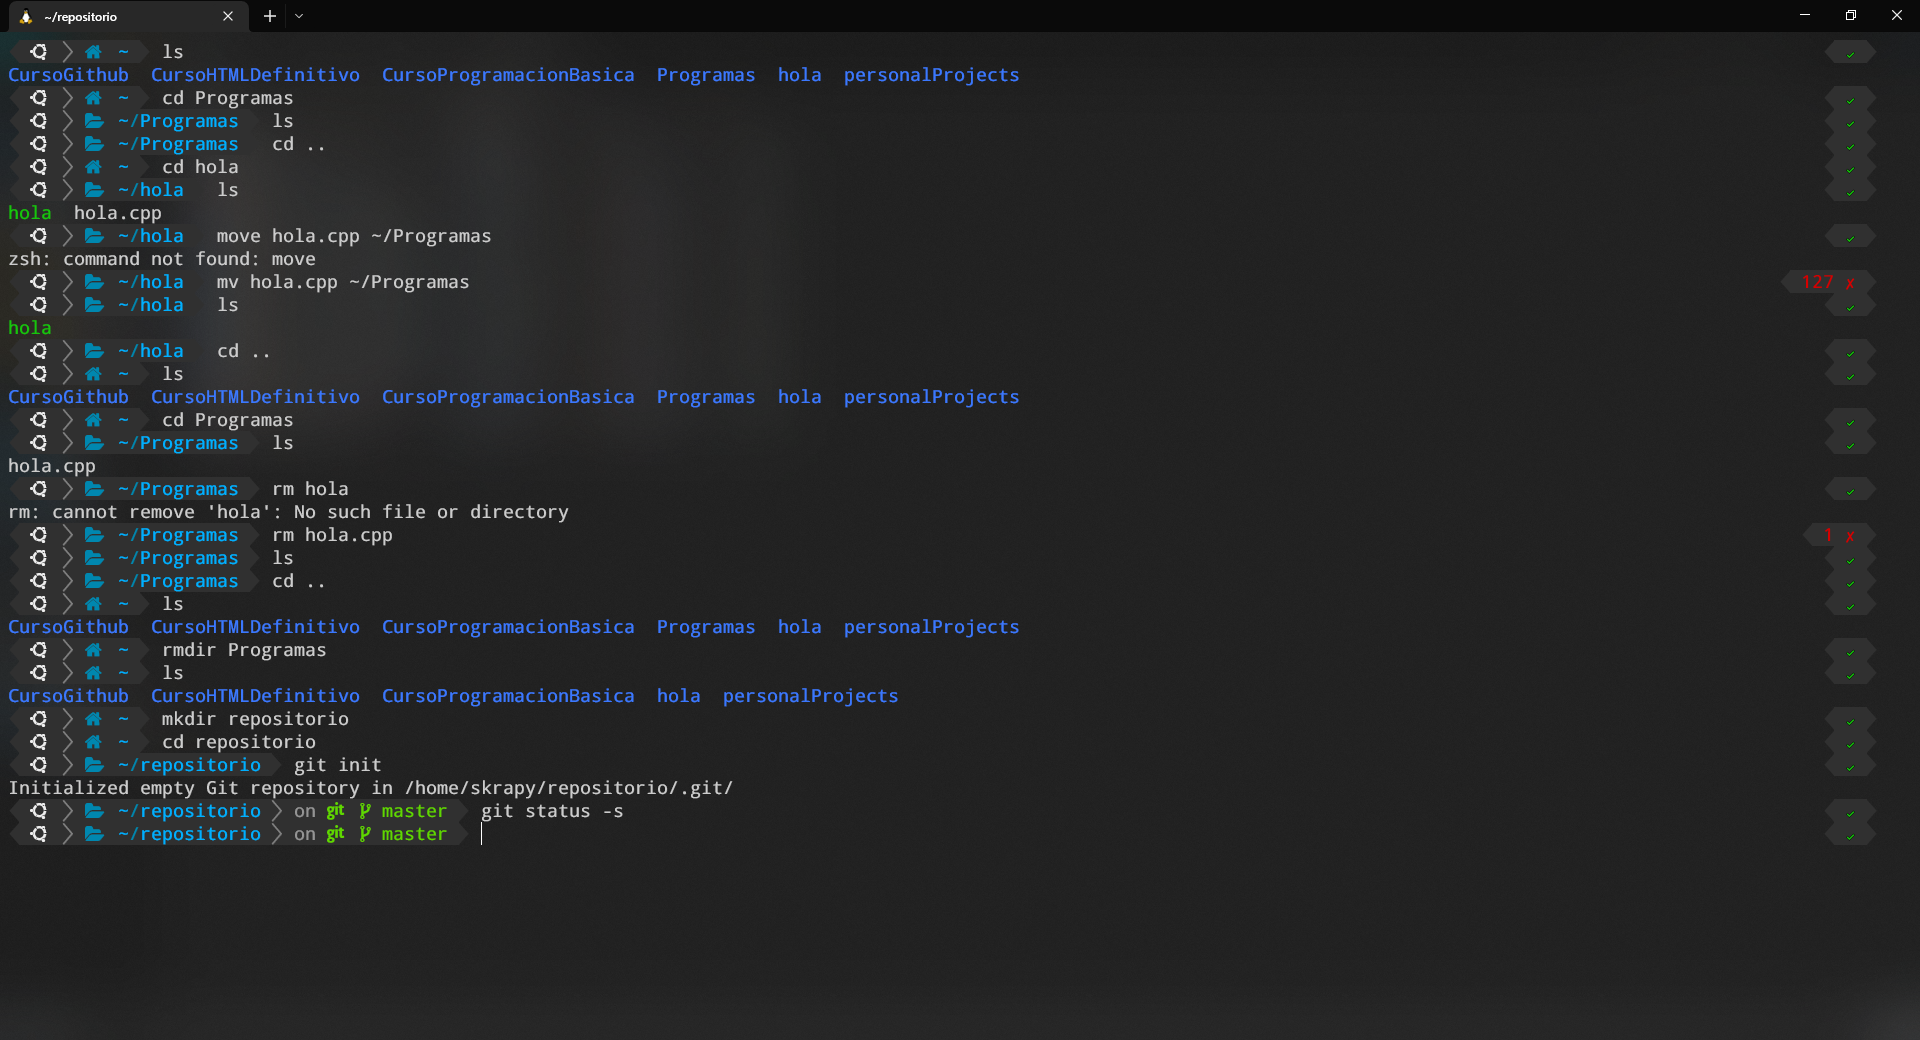 ~/repositorio
~ ls
CursoGithub CursoHTMLDefinitivo CursoProgramacionBasica Programas hola personalProjects
~ cd Programas
~/Programas ls
~/Programas cd ..
~ cd hola
~/hola ls
hola hola.cpp
~/hola move hola.cpp ~/Programas
zsh: command not found: move
~/hola mv hola.cpp ~/Programas 127 ✗
~/hola ls
hola
~/hola cd ..
~ ls
CursoGithub CursoHTMLDefinitivo CursoProgramacionBasica Programas hola personalProjects
~ cd Programas
~/Programas ls
hola.cpp
~/Programas rm hola
rm: cannot remove 'hola': No such file or directory
~/Programas rm hola.cpp 1 ✗
~/Programas ls
~/Programas cd ..
~ ls
CursoGithub CursoHTMLDefinitivo CursoProgramacionBasica Programas hola personalProjects
~ rmdir Programas
~ ls
CursoGithub CursoHTMLDefinitivo CursoProgramacionBasica hola personalProjects
~ mkdir repositorio
~ cd repositorio
~/repositorio git init
Initialized empty Git repository in /home/skrapy/repositorio/.git/
~/repositorio on git master git status -s
~/repositorio on git master